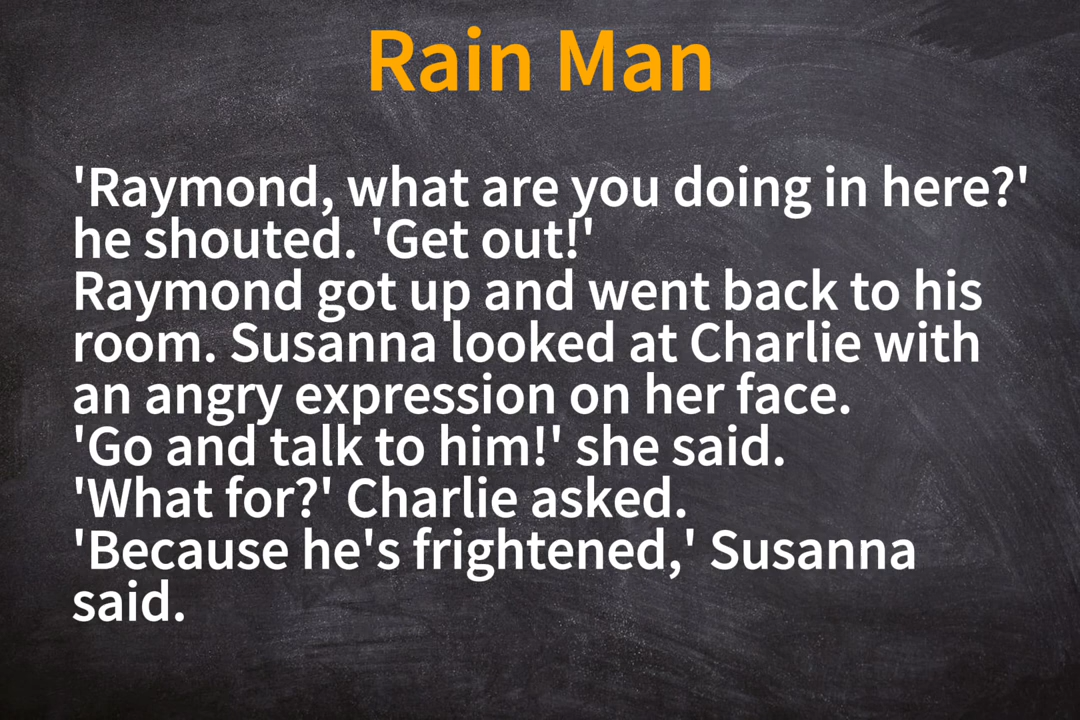 Rain Man
'Raymond, what are you doing in here?'
he shouted. 'Get out!'
Raymond got up and went back to his
room. Susanna looked at Charlie with
an angry expression on her face.
'Go and talk to him!' she said.
'What for?' Charlie asked.
'Because he's frightened,' Susanna
said.